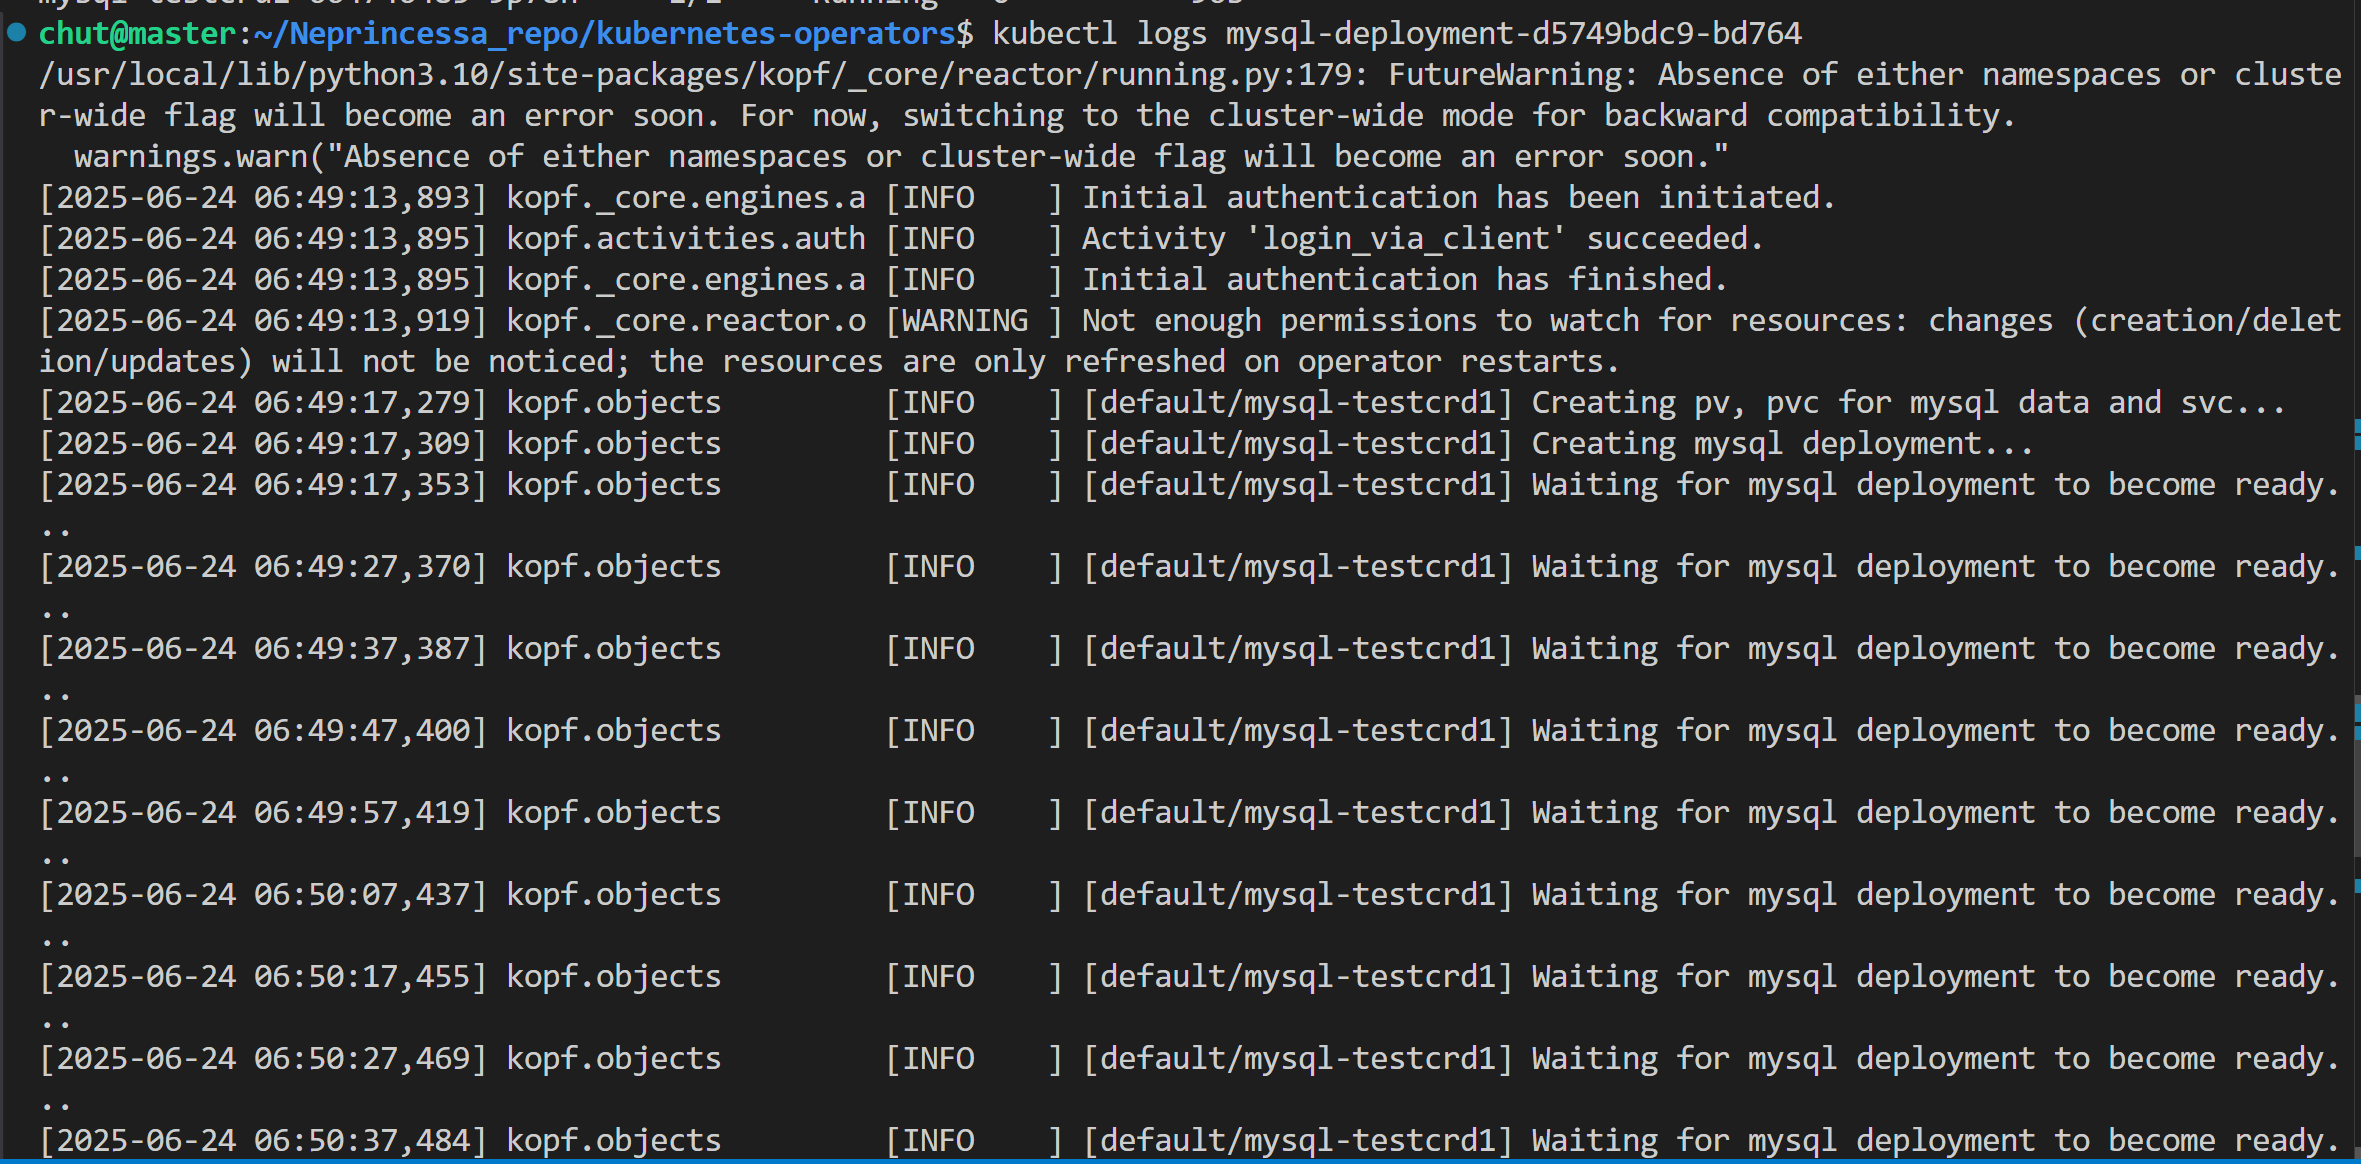 chut@master:~/Neprincessa_repo/kubernetes-operators$ kubectl logs mysql-deployment-d5749bdc9-bd764
/usr/local/lib/python3.10/site-packages/kopf/_core/reactor/running.py:179: FutureWarning: Absence of either namespaces or cluste
r-wide flag will become an error soon. For now, switching to the cluster-wide mode for backward compatibility.
  warnings.warn("Absence of either namespaces or cluster-wide flag will become an error soon."
[2025-06-24 06:49:13,893] kopf._core.engines.a [INFO    ] Initial authentication has been initiated.
[2025-06-24 06:49:13,895] kopf.activities.auth [INFO    ] Activity 'login_via_client' succeeded.
[2025-06-24 06:49:13,895] kopf._core.engines.a [INFO    ] Initial authentication has finished.
[2025-06-24 06:49:13,919] kopf._core.reactor.o [WARNING ] Not enough permissions to watch for resources: changes (creation/delet
ion/updates) will not be noticed; the resources are only refreshed on operator restarts.
[2025-06-24 06:49:17,279] kopf.objects         [INFO    ] [default/mysql-testcrd1] Creating pv, pvc for mysql data and svc...
[2025-06-24 06:49:17,309] kopf.objects         [INFO    ] [default/mysql-testcrd1] Creating mysql deployment...
[2025-06-24 06:49:17,353] kopf.objects         [INFO    ] [default/mysql-testcrd1] Waiting for mysql deployment to become ready.
..
[2025-06-24 06:49:27,370] kopf.objects         [INFO    ] [default/mysql-testcrd1] Waiting for mysql deployment to become ready.
..
[2025-06-24 06:49:37,387] kopf.objects         [INFO    ] [default/mysql-testcrd1] Waiting for mysql deployment to become ready.
..
[2025-06-24 06:49:47,400] kopf.objects         [INFO    ] [default/mysql-testcrd1] Waiting for mysql deployment to become ready.
..
[2025-06-24 06:49:57,419] kopf.objects         [INFO    ] [default/mysql-testcrd1] Waiting for mysql deployment to become ready.
..
[2025-06-24 06:50:07,437] kopf.objects         [INFO    ] [default/mysql-testcrd1] Waiting for mysql deployment to become ready.
..
[2025-06-24 06:50:17,455] kopf.objects         [INFO    ] [default/mysql-testcrd1] Waiting for mysql deployment to become ready.
..
[2025-06-24 06:50:27,469] kopf.objects         [INFO    ] [default/mysql-testcrd1] Waiting for mysql deployment to become ready.
..
[2025-06-24 06:50:37,484] kopf.objects         [INFO    ] [default/mysql-testcrd1] Waiting for mysql deployment to become ready.